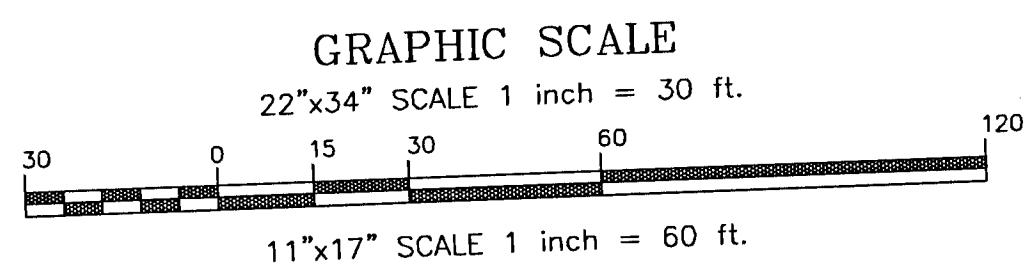 GRAPHIC SCALE
22"x34" SCALE 1 inch = 30 ft.
30 0 15 30 60 120
11"x17" SCALE 1 inch = 60 ft.